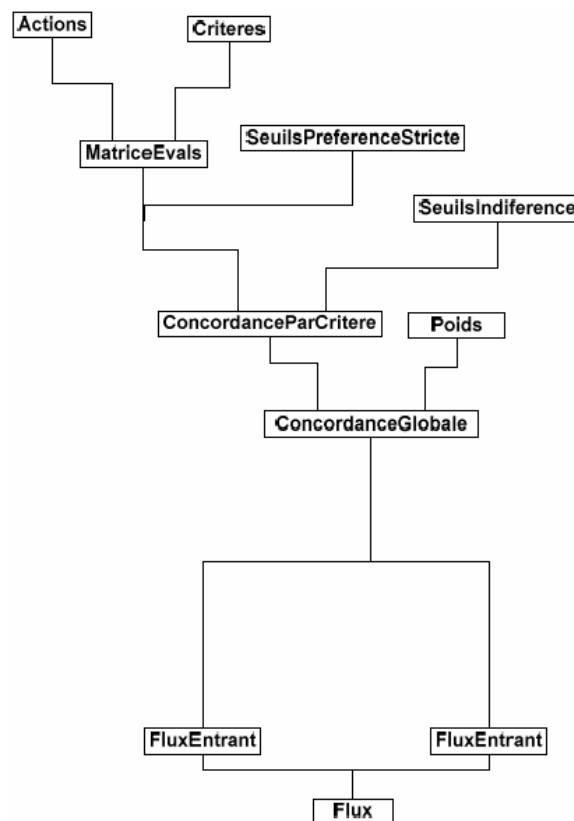 Actions
Criteres
SeuilsPreferenceStricte
MatriceEvals
SeuilsIndiference
ConcordanceParCritere
Poids
ConcordanceGlobale
FluxEntrant
FluxEntrant
Flux